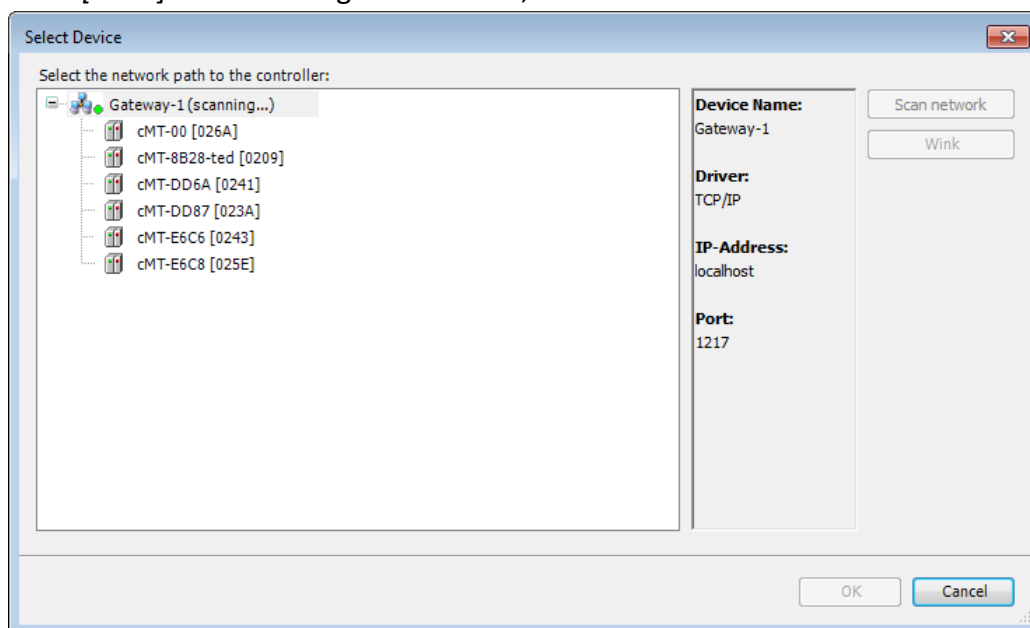 Select Device
Select the network path to the controller:
Gateway-1 (scanning...)
cMT-00 [026A]
cMT-8B28-ted [0209]
cMT-DD6A [0241]
cMT-DD87 [023A]
cMT-E6C6 [0243]
cMT-E6C8 [025E]
Device Name:
Gateway-1
Driver:
TCP/IP
IP-Address:
localhost
Port:
1217
Scan network
Wink
OK
Cancel